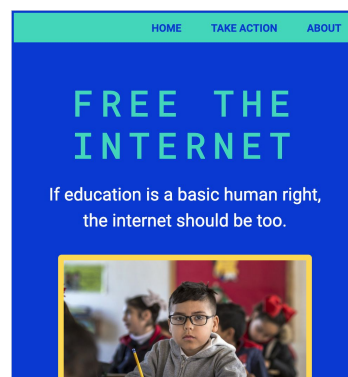 HOME TAKE ACTION ABOUT
FREE THE
INTERNET
If education is a basic human right,
the internet should be too.